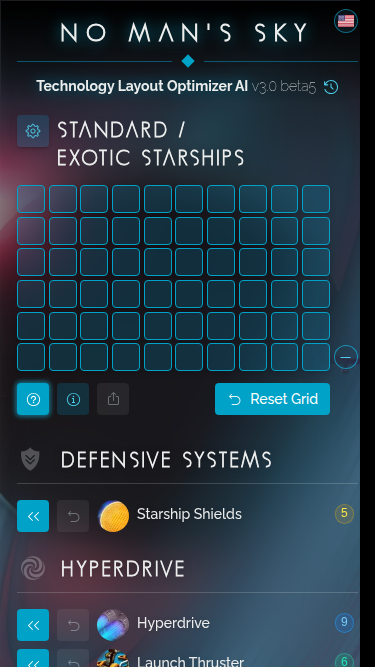 NO MAN'S SKY
Technology Layout Optimizer AI v3.0 beta5
STANDARD /
EXOTIC STARSHIPS
Reset Grid
DEFENSIVE SYSTEMS
Starship Shields 5
HYPERDRIVE
Hyperdrive 9
Launch Thruster 6